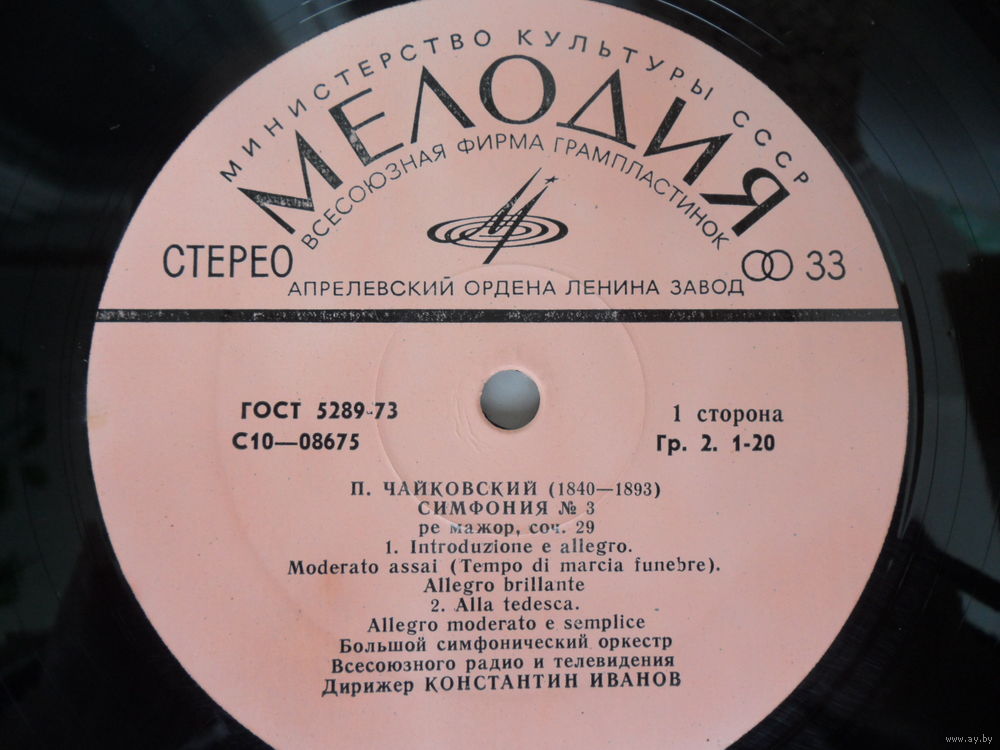 МИНИСТЕРСТВО КУЛЬТУРЫ СССР
МЕЛОДИЯ
ВСЕСОЮЗНАЯ ФИРМА ГРАМПЛАСТИНОК
СТЕРЕО
33
АПРЕЛЕВСКИЙ ОРДЕНА ЛЕНИНА ЗАВОД
ГОСТ 5289-73
1 сторона
С10—08675
Гр. 2. 1-20
П. ЧАЙКОВСКИЙ (1840—1893)
СИМФОНИЯ № 3
ре мажор, соч. 29
1. Introduzione e allegro.
Moderato assai (Tempo di marcia funebre).
Allegro brillante
2. Alla tedesca.
Allegro moderato e semplice
Большой симфонический оркестр
Всесоюзного радио и телевидения
Дирижер КОНСТАНТИН ИВАНОВ
www.ay.by